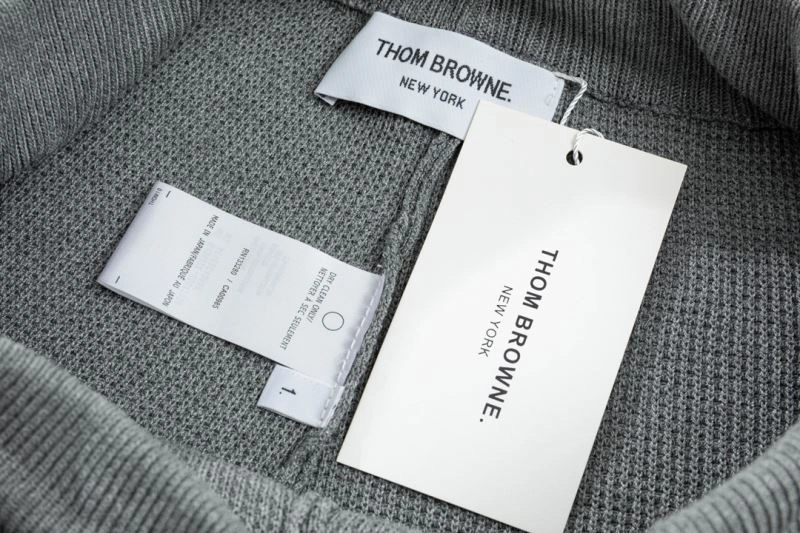 THOM BROWNE.
NEW YORK
THOM BROWNE.
NEW YORK
MADE IN JAPAN/FABRIQUE AU JAPON
DRY CLEAN ONLY/
NETTOYER A SEC SEULEMENT
1.